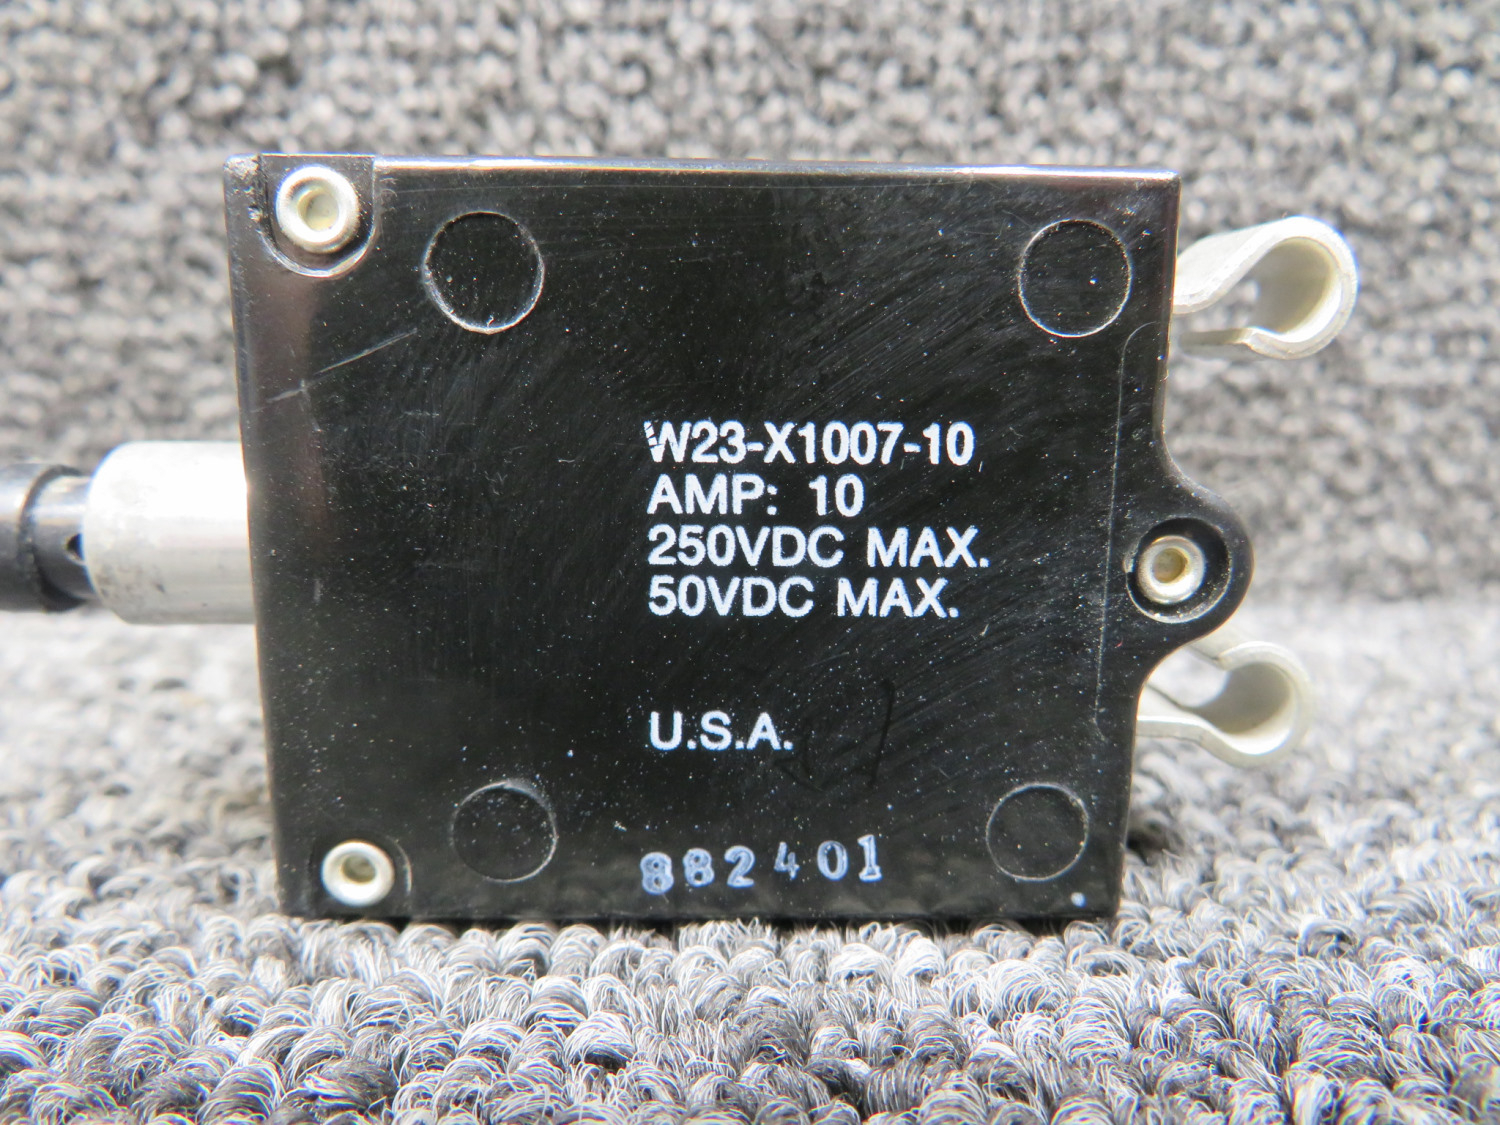 W23-X1007-10
AMP: 10
250VDC MAX.
50VDC MAX.
U.S.A.
882401